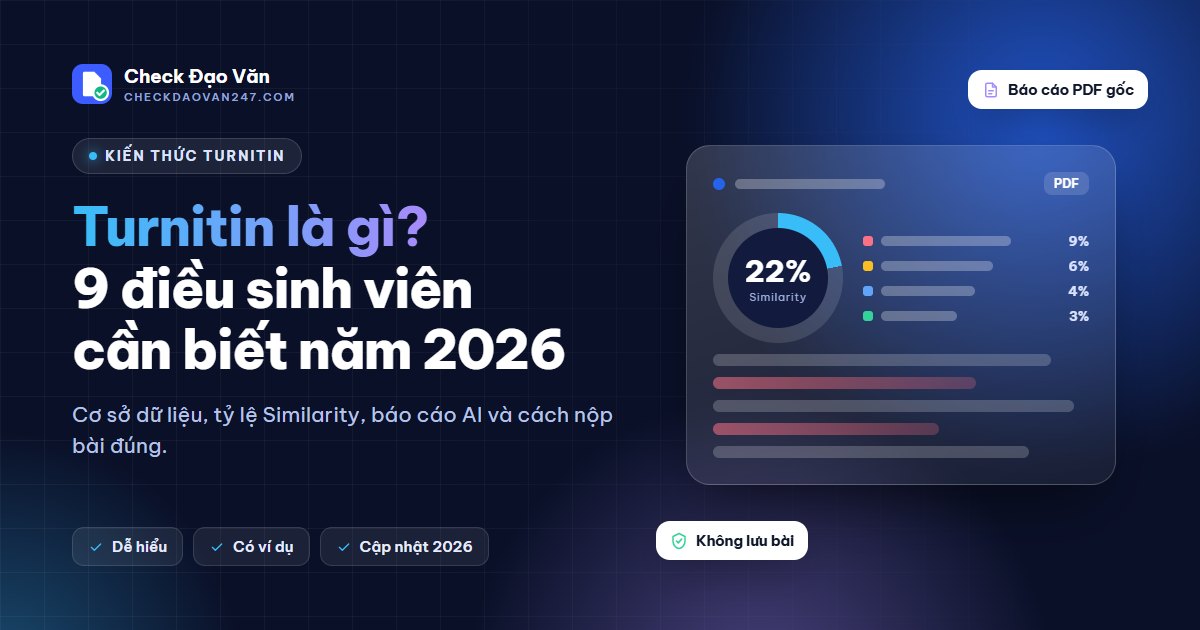 Check Đạo Văn
CHECKDAOVAN247.COM
Báo cáo PDF gốc
KIẾN THỨC TURNITIN
Turnitin là gì?
9 điều sinh viên
cần biết năm 2026
Cơ sở dữ liệu, tỷ lệ Similarity, báo cáo AI và cách nộp
bài đúng.
Dễ hiểu
Có ví dụ
Cập nhật 2026
PDF
22%
Similarity
9%
6%
4%
3%
Không lưu bài